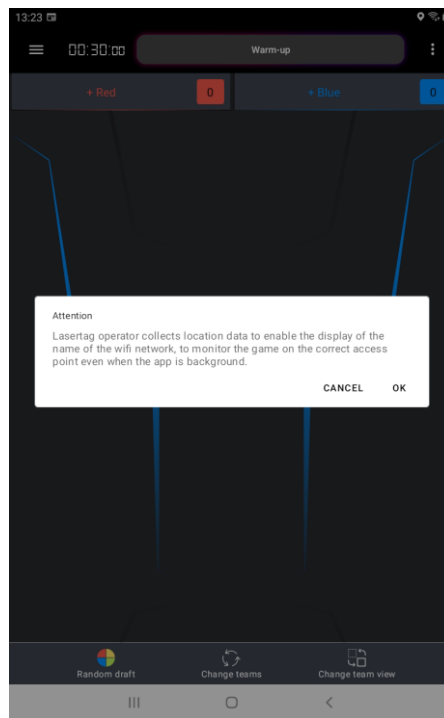 13:23
00:30:00 Warm-up
+ Red 0 + Blue 0
Attention
Lasertag operator collects location data to enable the display of the
name of the wifi network, to monitor the game on the correct access
point even when the app is background.
CANCEL OK
Random draft Change teams Change team view